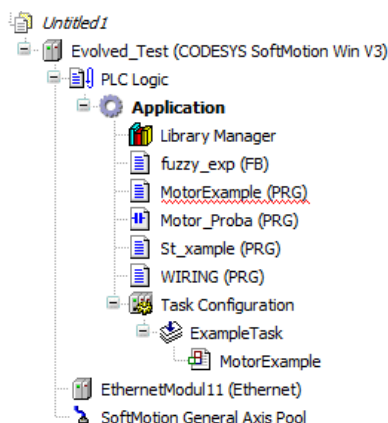 Untitled1
Evolved_Test (CODESYS SoftMotion Win V3)
PLC Logic
Application
Library Manager
fuzzy_exp (FB)
MotorExample (PRG)
Motor_Proba (PRG)
St_xample (PRG)
WIRING (PRG)
Task Configuration
ExampleTask
MotorExample
EthernetModul11 (Ethernet)
SoftMotion General Axis Pool